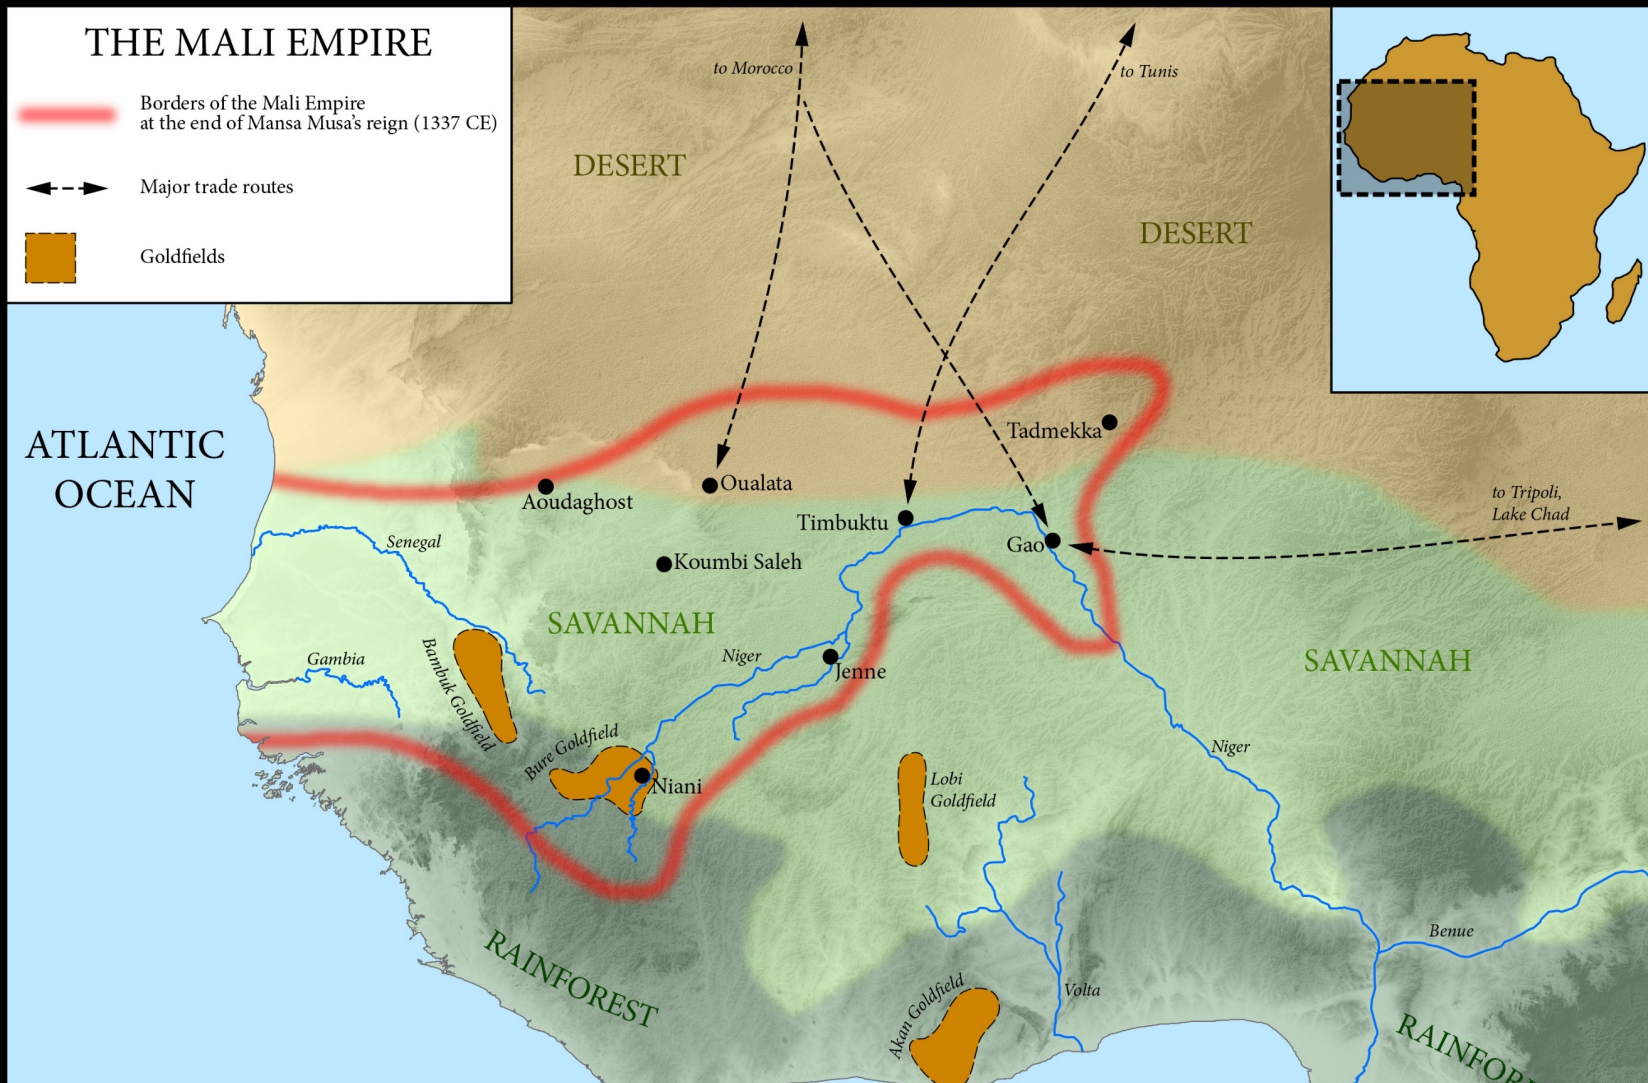 THE MALI EMPIRE
Borders of the Mali Empire
at the end of Mansa Musa's reign (1337 CE)
Major trade routes
Goldfields
to Morocco
to Tunis
DESERT
DESERT
ATLANTIC
OCEAN
Tadmekka
Aoudaghost
Oualata
Timbuktu
Gao
to Tripoli,
Lake Chad
Senegal
Koumbi Saleh
SAVANNAH
SAVANNAH
Gambia
Bambuk Goldfield
Niger
Jenne
Bure Goldfield
Niani
Niger
Lobi
Goldfield
RAINFOREST
Akan Goldfield
Volta
Benue
RAINFOR